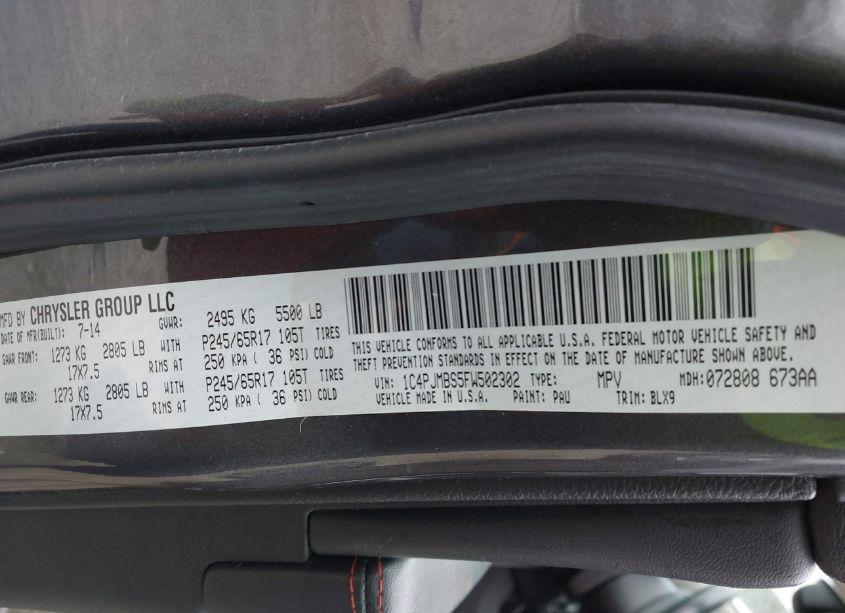 MFD BY CHRYSLER GROUP LLC
DATE OF MFR(BUILT): 7-14 GVWR: 2495 KG 5500 LB
GAWR FRONT: 1273 KG 2805 LB WITH P245/65R17 105T TIRES
17X7.5 RIMS AT 250 KPA ( 36 PSI) COLD
GAWR REAR: 1273 KG 2805 LB WITH P245/65R17 105T TIRES
17X7.5 RIMS AT 250 KPA ( 36 PSI) COLD
THIS VEHICLE CONFORMS TO ALL APPLICABLE U.S.A. FEDERAL MOTOR VEHICLE SAFETY AND
THEFT PREVENTION STANDARDS IN EFFECT ON THE DATE OF MANUFACTURE SHOWN ABOVE.
VIN: 1C4PJMBS5FW502302 TYPE: MPV MDH:072808 673AA
VEHICLE MADE IN U.S.A. PAINT: PAU TRIM: BLX9